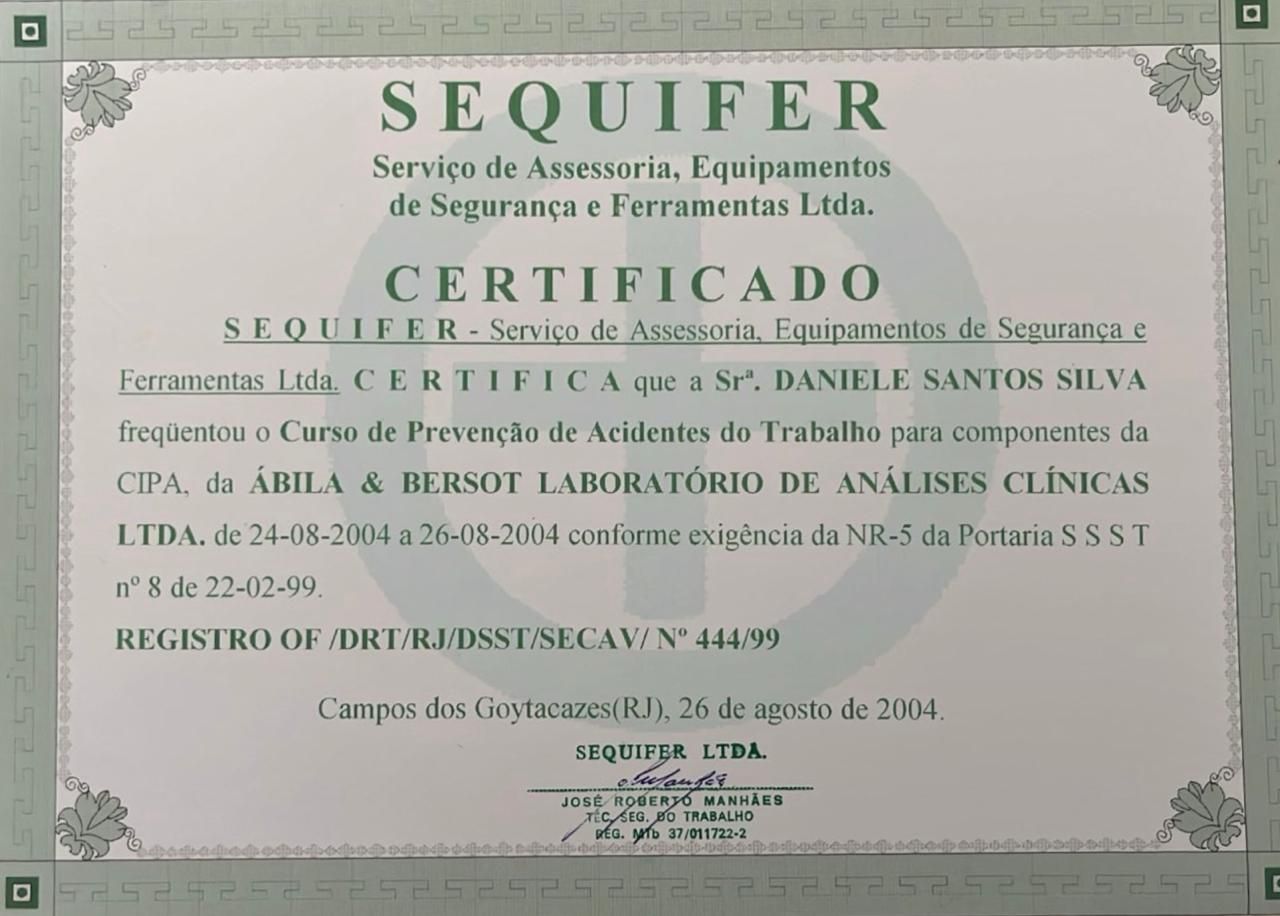 SEQUIFER
Serviço de Assessoria, Equipamentos
de Segurança e Ferramentas Ltda.
CERTIFICADO
SEQUIFER - Serviço de Assessoria, Equipamentos de Segurança e
Ferramentas Ltda. CERTIFICA que a Srª. DANIELE SANTOS SILVA
freqüentou o Curso de Prevenção de Acidentes do Trabalho para componentes da
CIPA, da ÁBILA & BERSOT LABORATÓRIO DE ANÁLISES CLÍNICAS
LTDA. de 24-08-2004 a 26-08-2004 conforme exigência da NR-5 da Portaria S S S T
nº 8 de 22-02-99.
REGISTRO OF /DRT/RJ/DSST/SECAV/ Nº 444/99
Campos dos Goytacazes(RJ), 26 de agosto de 2004.
SEQUIFER LTDA.
JOSÉ ROBERTO MANHÃES
TÉC. SEG. DO TRABALHO
REG. MTb 37/011722-2